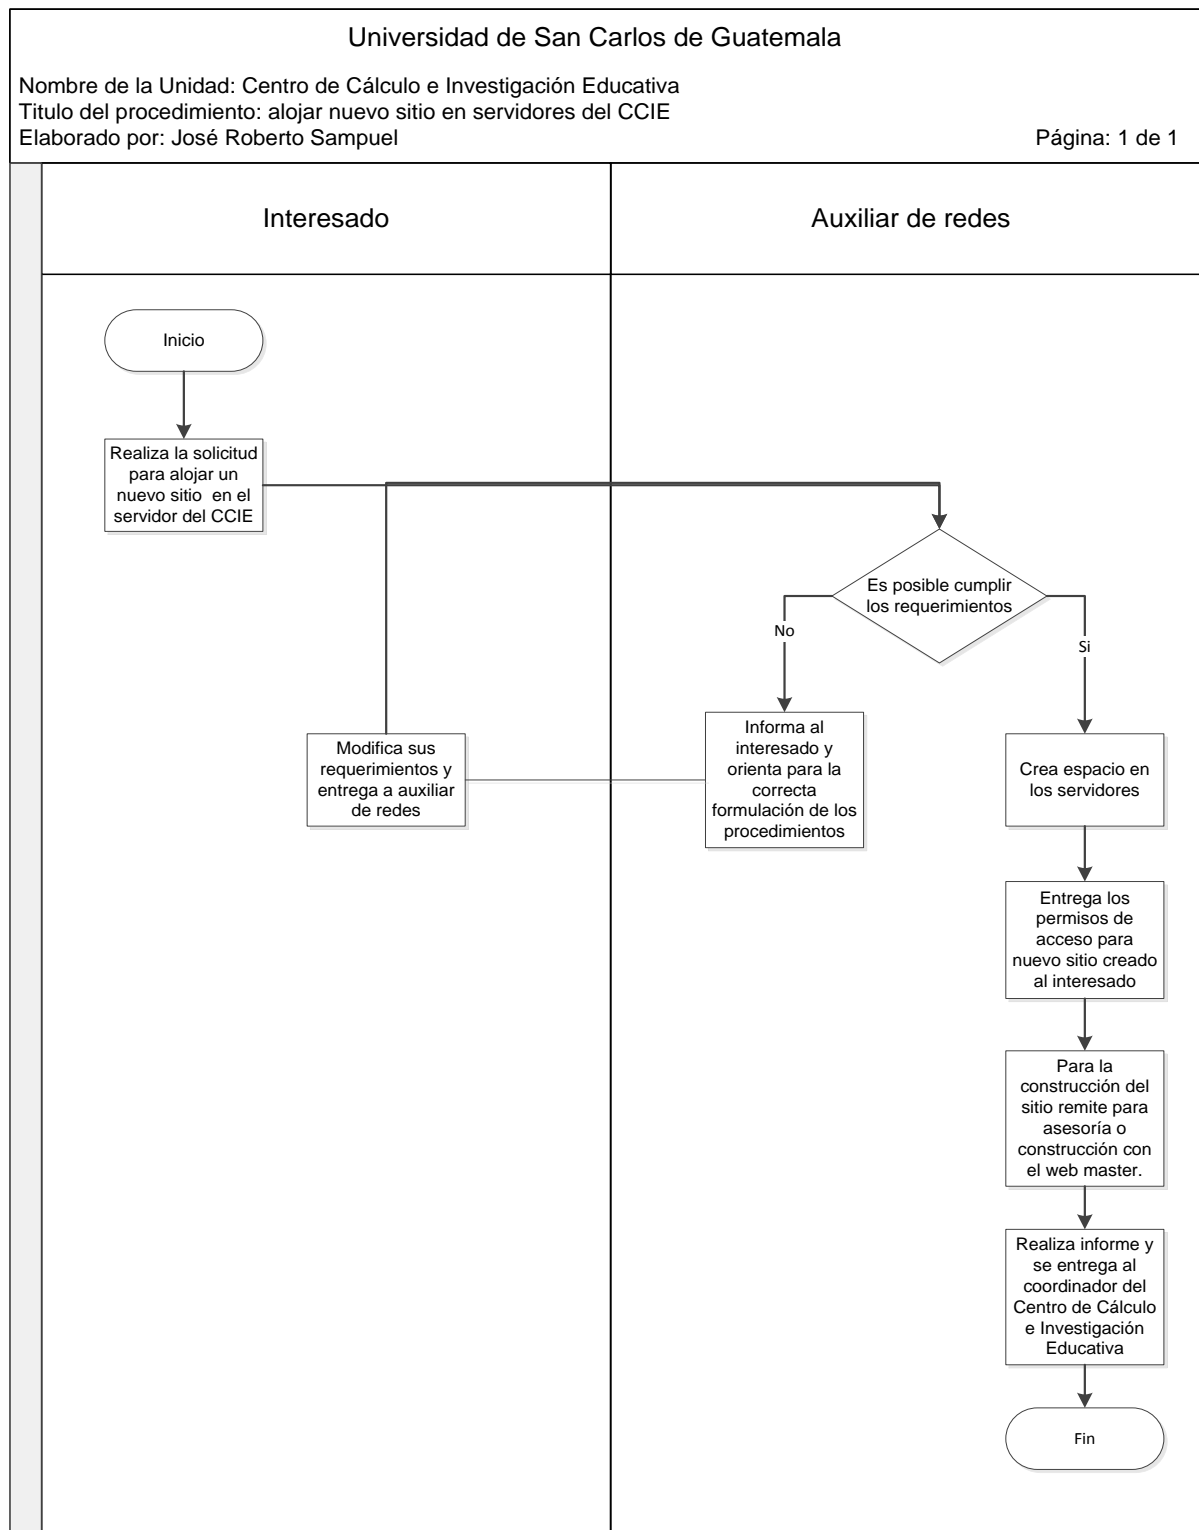 Universidad de San Carlos de Guatemala
Nombre de la Unidad: Centro de Cálculo e Investigación Educativa
Titulo del procedimiento: alojar nuevo sitio en servidores del CCIE
Elaborado por: José Roberto Sampuel
Página: 1 de 1
Interesado
Auxiliar de redes
Inicio
Realiza la solicitud
para alojar un
nuevo sitio en el
servidor del CCIE
Es posible cumplir
los requerimientos
No
Si
Modifica sus
requerimientos y
entrega a auxiliar
de redes
Informa al
interesado y
orienta para la
correcta
formulación de los
procedimientos
Crea espacio en
los servidores
Entrega los
permisos de
acceso para
nuevo sitio creado
al interesado
Para la
construcción del
sitio remite para
asesoría o
construcción con
el web master.
Realiza informe y
se entrega al
coordinador del
Centro de Cálculo
e Investigación
Educativa
Fin